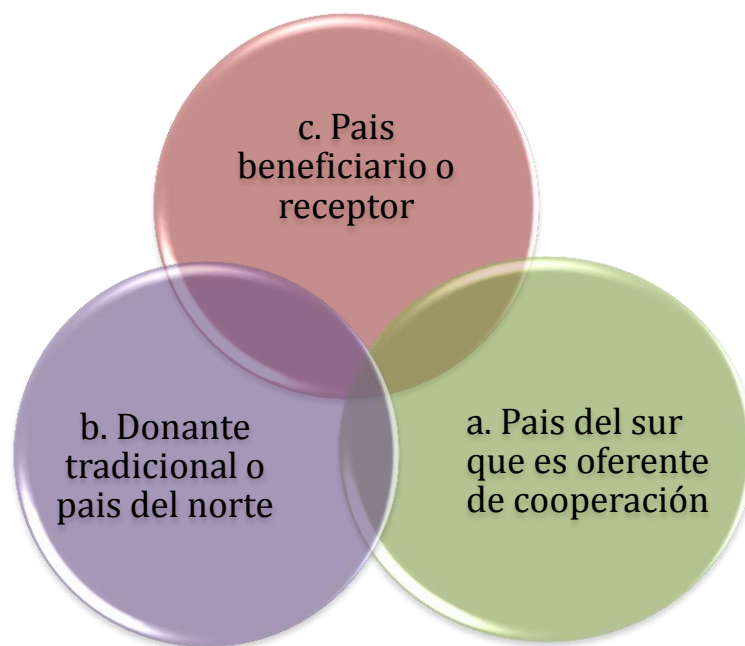 c. Pais
beneficiario o
receptor
b. Donante
tradicional o
pais del norte
a. Pais del sur
que es oferente
de cooperación